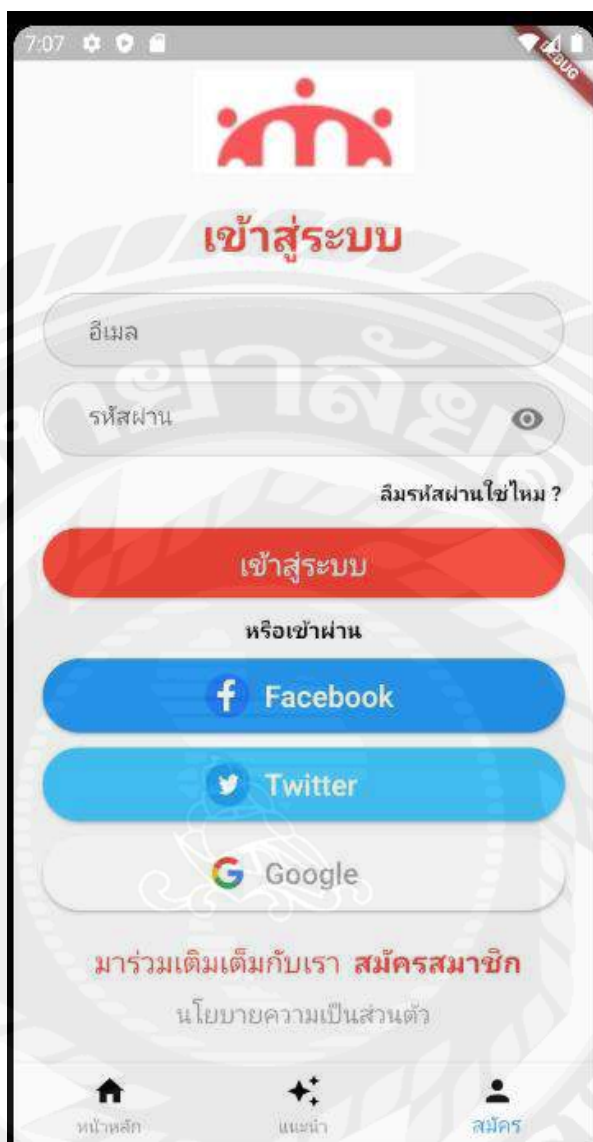 7:07
DEBUG
เข้าสู่ระบบ
อีเมล
รหัสผ่าน
ลืมรหัสผ่านใช่ไหม ?
เข้าสู่ระบบ
หรือเข้าผ่าน
Facebook
Twitter
Google
มาร่วมเติมเต็มกับเรา สมัครสมาชิก
นโยบายความเป็นส่วนตัว
หน้าหลัก แนะนำ สมัคร